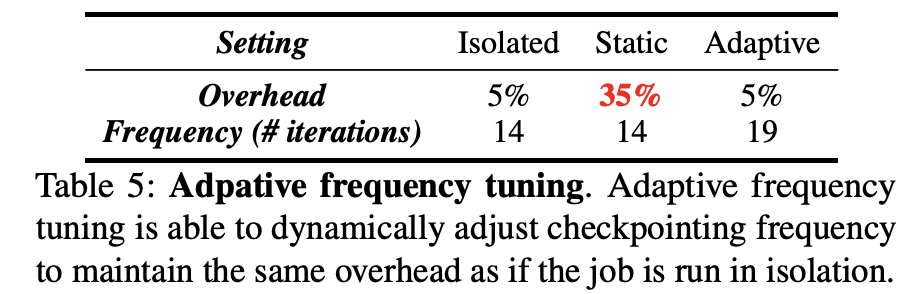 Setting Isolated Static Adaptive
Overhead 5% 35% 5%
Frequency (# iterations) 14 14 19
Table 5: Adpative frequency tuning. Adaptive frequency
tuning is able to dynamically adjust checkpointing frequency
to maintain the same overhead as if the job is run in isolation.